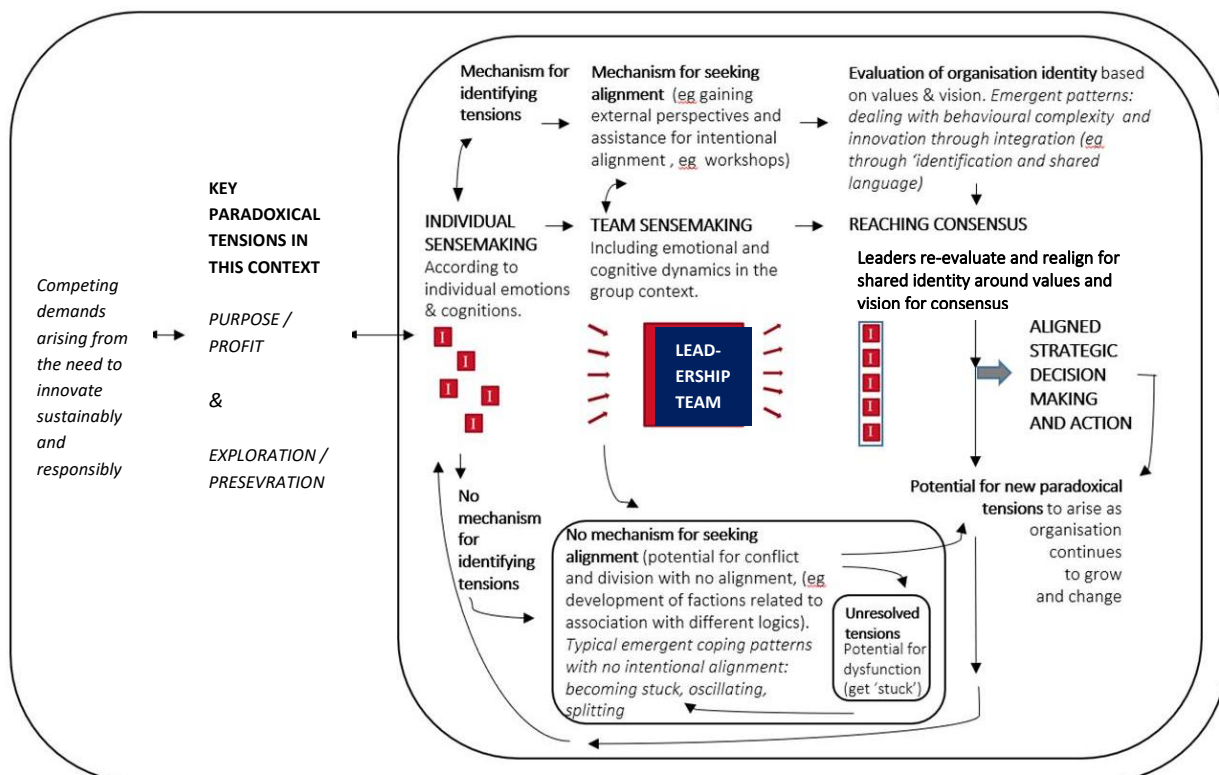 Competing
demands
arising from
the need to
innovate
sustainably
and
responsibly
KEY
PARADOXICAL
TENSIONS IN
THIS CONTEXT
PURPOSE /
PROFIT
&
EXPLORATION /
PRESEVRATION
Mechanism for
identifying
tensions
Mechanism for seeking
alignment (eg gaining
external perspectives and
assistance for intentional
alignment , eg workshops)
Evaluation of organisation identity based
on values & vision. Emergent patterns:
dealing with behavioural complexity and
innovation through integration (eg
through ‘identification and shared
language)
INDIVIDUAL
SENSEMAKING
According to
individual emotions
& cognitions.
TEAM SENSEMAKING
Including emotional and
cognitive dynamics in the
group context.
REACHING CONSENSUS
Leaders re-evaluate and realign for
shared identity around values and
vision for consensus
I
I
I
I
I
LEAD-
ERSHIP
TEAM
I
I
I
I
I
ALIGNED
STRATEGIC
DECISION
MAKING
AND ACTION
No
mechanism
for
identifying
tensions
No mechanism for seeking
alignment (potential for conflict
and division with no alignment, (eg
development of factions related to
association with different logics).
Typical emergent coping patterns
with no intentional alignment:
becoming stuck, oscillating,
splitting
Unresolved
tensions
Potential for
dysfunction
(get ‘stuck’)
Potential for new paradoxical
tensions to arise as
organisation
continues
to grow
and change